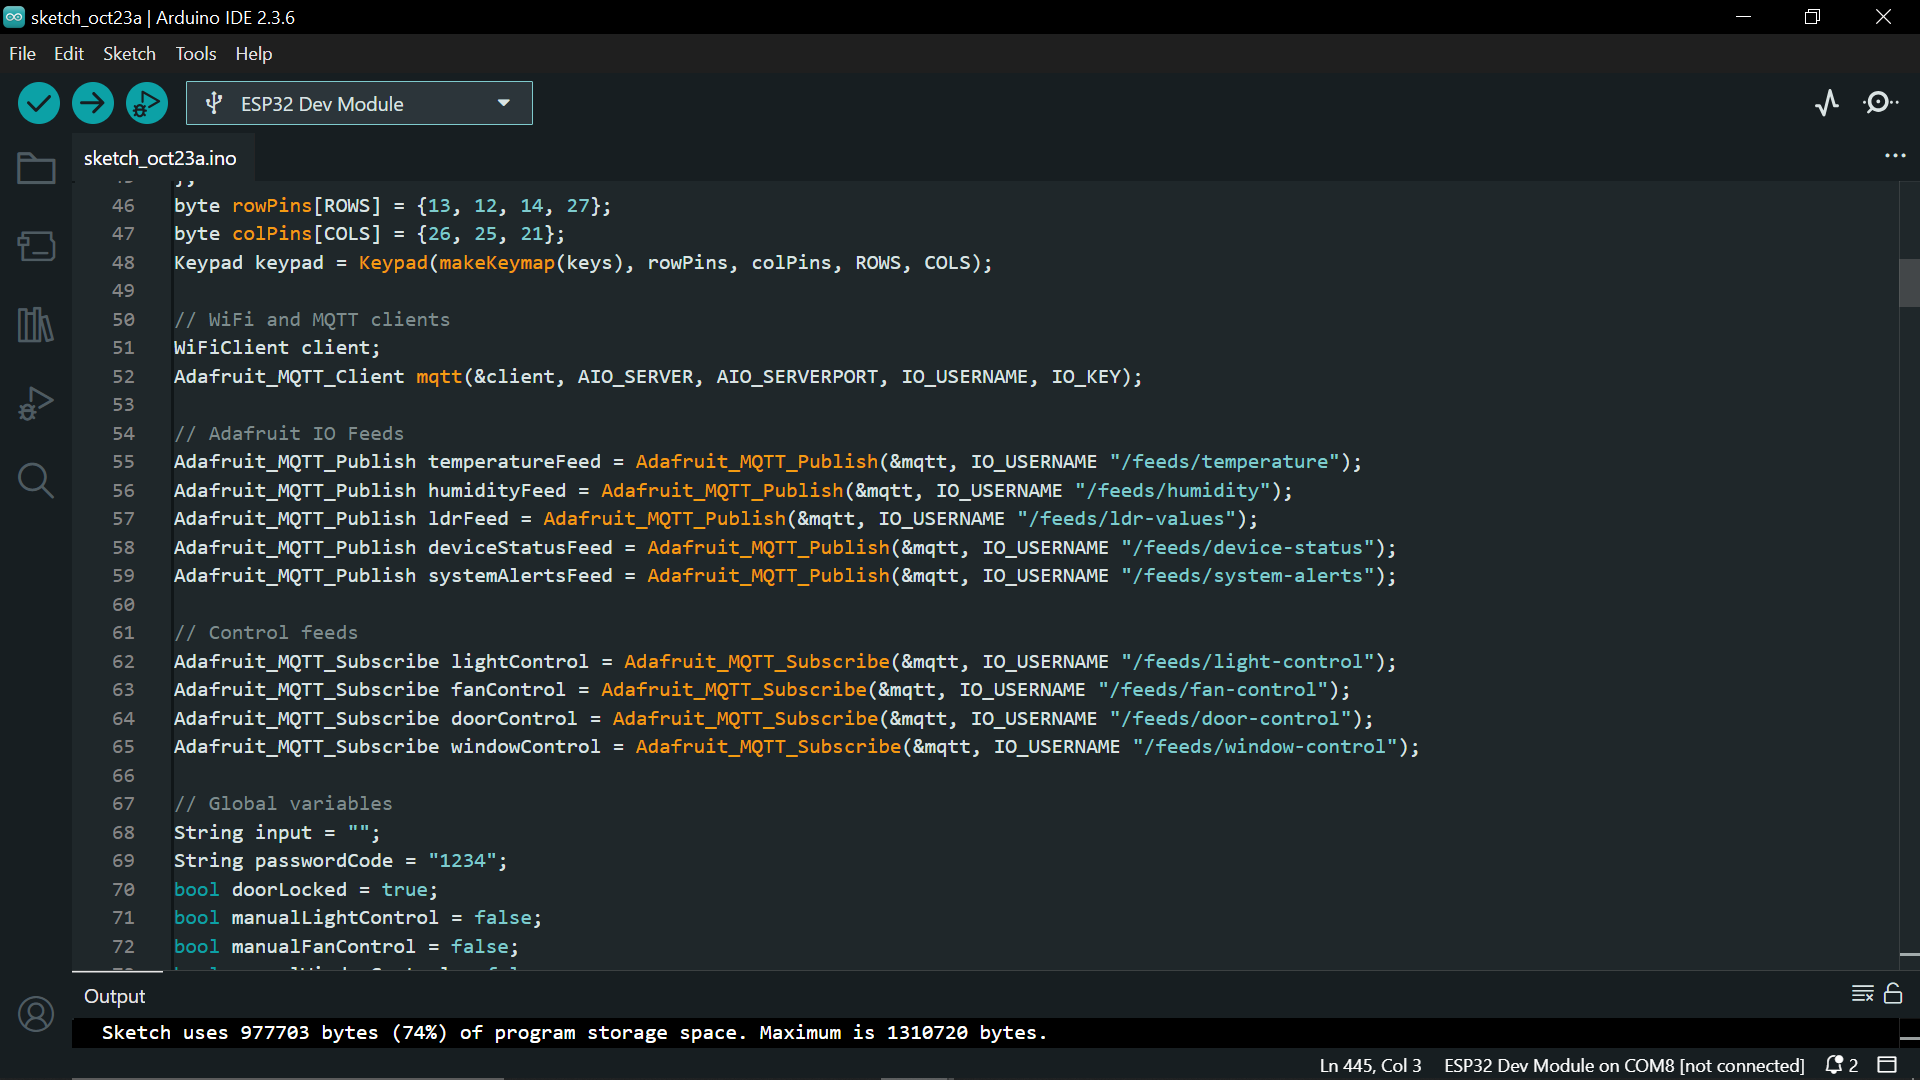 sketch_oct23a | Arduino IDE 2.3.6
File Edit Sketch Tools Help
ESP32 Dev Module
sketch_oct23a.ino
46 byte rowPins[ROWS] = {13, 12, 14, 27};
47 byte colPins[COLS] = {26, 25, 21};
48 Keypad keypad = Keypad(makeKeymap(keys), rowPins, colPins, ROWS, COLS);
49
50 // WiFi and MQTT clients
51 WiFiClient client;
52 Adafruit_MQTT_Client mqtt(&client, AIO_SERVER, AIO_SERVERPORT, IO_USERNAME, IO_KEY);
53
54 // Adafruit IO Feeds
55 Adafruit_MQTT_Publish temperatureFeed = Adafruit_MQTT_Publish(&mqtt, IO_USERNAME "/feeds/temperature");
56 Adafruit_MQTT_Publish humidityFeed = Adafruit_MQTT_Publish(&mqtt, IO_USERNAME "/feeds/humidity");
57 Adafruit_MQTT_Publish ldrFeed = Adafruit_MQTT_Publish(&mqtt, IO_USERNAME "/feeds/ldr-values");
58 Adafruit_MQTT_Publish deviceStatusFeed = Adafruit_MQTT_Publish(&mqtt, IO_USERNAME "/feeds/device-status");
59 Adafruit_MQTT_Publish systemAlertsFeed = Adafruit_MQTT_Publish(&mqtt, IO_USERNAME "/feeds/system-alerts");
60
61 // Control feeds
62 Adafruit_MQTT_Subscribe lightControl = Adafruit_MQTT_Subscribe(&mqtt, IO_USERNAME "/feeds/light-control");
63 Adafruit_MQTT_Subscribe fanControl = Adafruit_MQTT_Subscribe(&mqtt, IO_USERNAME "/feeds/fan-control");
64 Adafruit_MQTT_Subscribe doorControl = Adafruit_MQTT_Subscribe(&mqtt, IO_USERNAME "/feeds/door-control");
65 Adafruit_MQTT_Subscribe windowControl = Adafruit_MQTT_Subscribe(&mqtt, IO_USERNAME "/feeds/window-control");
66
67 // Global variables
68 String input = "";
69 String passwordCode = "1234";
70 bool doorLocked = true;
71 bool manualLightControl = false;
72 bool manualFanControl = false;
Output
Sketch uses 977703 bytes (74%) of program storage space. Maximum is 1310720 bytes.
Ln 445, Col 3 ESP32 Dev Module on COM8 [not connected] 2